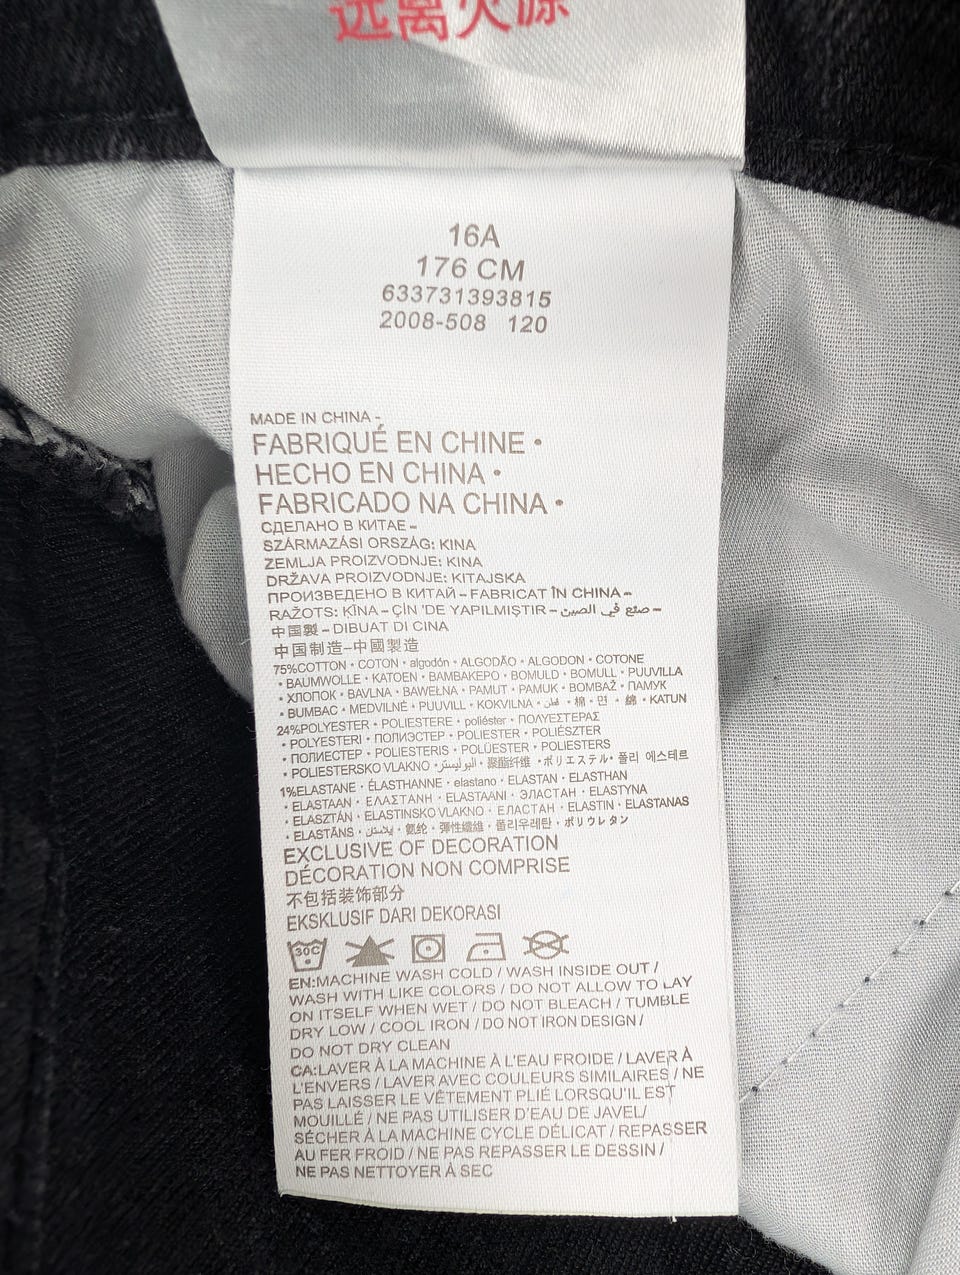 远离火源
16A
176 CM
633731393815
2008-508 120
MADE IN CHINA -
FABRIQUÉ EN CHINE •
HECHO EN CHINA •
FABRICADO NA CHINA •
СДЕЛАНО В КИТАЕ -
SZÁRMAZÁSI ORSZÁG: KINA
ZEMLJA PROIZVODNJE: KINA
DRŽAVA PROIZVODNJE: KITAJSKA
ПРОИЗВЕДЕНО В КИТАЙ - FABRICAT ÎN CHINA -
RAŽOTS: ĶĪNA - ÇIN 'DE YAPILMIŞTIR - صنع في الصين -
中国製 - DIBUAT DI CINA
中国制造-中國製造
75%COTTON • COTON • algodón • ALGODÃO • ALGODON • COTONE
• BAUMWOLLE • KATOEN • ΒΑΜΒΑΚΕΡΟ • BOMULD • BOMULL • PUUVILLA
• ХЛОПОК • BAVLNA • BAWEŁNA • PAMUT • PAMUK • BOMBAŽ • ПАМУК
• BUMBAC • MEDVILNĖ • PUUVILL • KOKVILNA • قطن • 棉 • 면 • 綿 • KATUN
24%POLYESTER • POLIESTERE • poliéster • ΠΟΛΥΕΣΤΕΡΑΣ
• POLYESTERI • ПОЛИЭСТЕР • POLIESTER • POLIÉSZTER
• ПОЛИЕСТЕР • POLIESTERIS • POLÜESTER • POLIESTERS
• POLIESTERSKO VLAKNO • البوليستر • 聚酯纤维 • ポリエステル • 폴리 에스테르
1%ELASTANE • ÉLASTHANNE • elastano • ELASTAN • ELASTHAN
• ELASTAAN • ΕΛΑΣΤΑΝΗ • ELASTAANI • ЭЛАСТАН • ELASTYNA
• ELASZTÁN • ELASTINSKO VLAKNO • ЕЛАСТАН • ELASTIN • ELASTANAS
• ELASTĀNS • إيلاستان • 氨纶 • 彈性纖維 • 폴리우레탄 • ポリウレタン
EXCLUSIVE OF DECORATION
DÉCORATION NON COMPRISE
不包括装饰部分
EKSKLUSIF DARI DEKORASI
30C
EN:MACHINE WASH COLD / WASH INSIDE OUT /
WASH WITH LIKE COLORS / DO NOT ALLOW TO LAY
ON ITSELF WHEN WET / DO NOT BLEACH / TUMBLE
DRY LOW / COOL IRON / DO NOT IRON DESIGN /
DO NOT DRY CLEAN
CA:LAVER À LA MACHINE À L'EAU FROIDE / LAVER À
L'ENVERS / LAVER AVEC COULEURS SIMILAIRES / NE
PAS LAISSER LE VÊTEMENT PLIÉ LORSQU'IL EST
MOUILLÉ / NE PAS UTILISER D'EAU DE JAVEL/
SÉCHER À LA MACHINE CYCLE DÉLICAT / REPASSER
AU FER FROID / NE PAS REPASSER LE DESSIN /
NE PAS NETTOYER À SEC